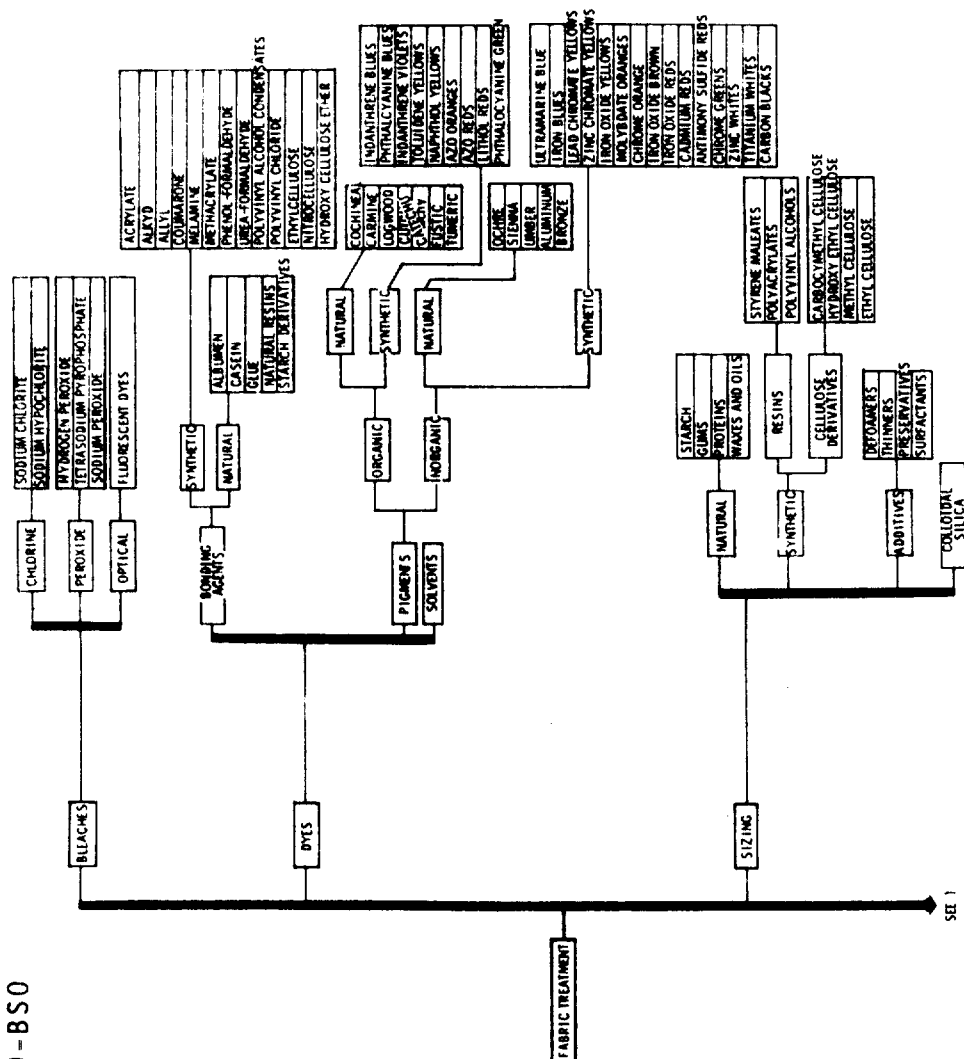 FABRIC TREATMENT
BLEACHES
CHLORINE
SODIUM CHLORITE
SODIUM HYPOCHLORITE
PEROXIDE
HYDROGEN PEROXIDE
TETRASODIUM PYROPHOSPHATE
SODIUM PEROXIDE
OPTICAL
FLUORESCENT DYES
DYES
BONDING
AGENTS
SYNTHETIC
ACRYLATE
ALKYD
ALLYL
COUMARONE
MELAMINE
METHACRYLATE
PHENOL-FORMALDEHYDE
UREA-FORMALDEHYDE
POLYVINYL ALCOHOL CONDENSATES
POLYVINYL CHLORIDE
ETHYLCELLULOSE
NITROCELLULOSE
HYDROXY CELLULOSE ETHER
NATURAL
ALBUMEN
CASEIN
GLUE
NATURAL RESINS
STARCH DERIVATIVES
PIGMENTS
ORGANIC
NATURAL
COCHINEAL
CARMINE
LOGWOOD
FUSTIC
TUMERIC
SYNTHETIC
INDANTHRENE BLUES
PHTHALCYANINE BLUES
INDANTHRENE VIOLETS
TOLUIDENE YELLOWS
NAPHTHOL YELLOWS
AZO ORANGES
AZO REDS
LITHOL REDS
PHTHALOCYANINE GREEN
INORGANIC
NATURAL
OCHRE
SIENNA
UMBER
ALUMINUM
BRONZE
SYNTHETIC
ULTRAMARINE BLUE
IRON BLUES
LEAD CHROMATE YELLOWS
ZINC CHROMATE YELLOWS
IRON OXIDE YELLOWS
MOLYBDATE ORANGES
CHROME ORANGE
IRON OXIDE BROWN
IRON OXIDE REDS
CADMIUM REDS
ANTIMONY SULFIDE REDS
CHROME GREENS
ZINC WHITES
TITANIUM WHITES
CARBON BLACKS
SOLVENTS
SIZING
NATURAL
STARCH
GUMS
PROTEINS
WAXES AND OILS
SYNTHETIC
RESINS
STYRENE MALEATS
POLYACRYLATES
POLYVINYL ALCOHOLS
CELLULOSE
DERIVATIVES
CARBOCYMETHYL CELLULOSE
HYDROXY ETHYL CELLULOSE
METHYL CELLULOSE
ETHYL CELLULOSE
ADDITIVES
DEFOAMERS
THINNERS
PRESERVATIVES
SURFACTANTS
COLLOIDAL
SILICA
SEE 1
-BSO